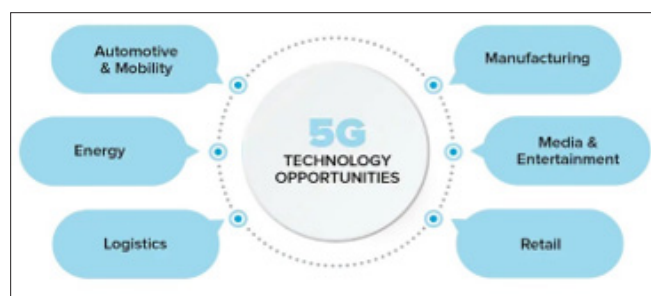 Automotive
& Mobility
Energy
Logistics
5G
TECHNOLOGY
OPPORTUNITIES
Manufacturing
Media &
Entertainment
Retail